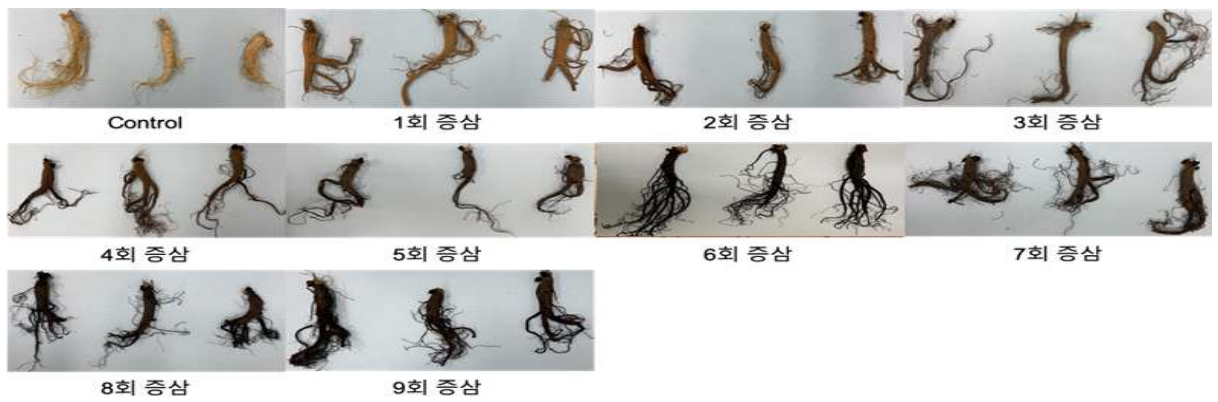 Control
1회 증삼
2회 증삼
3회 증삼
4회 증삼
5회 증삼
6회 증삼
7회 증삼
8회 증삼
9회 증삼